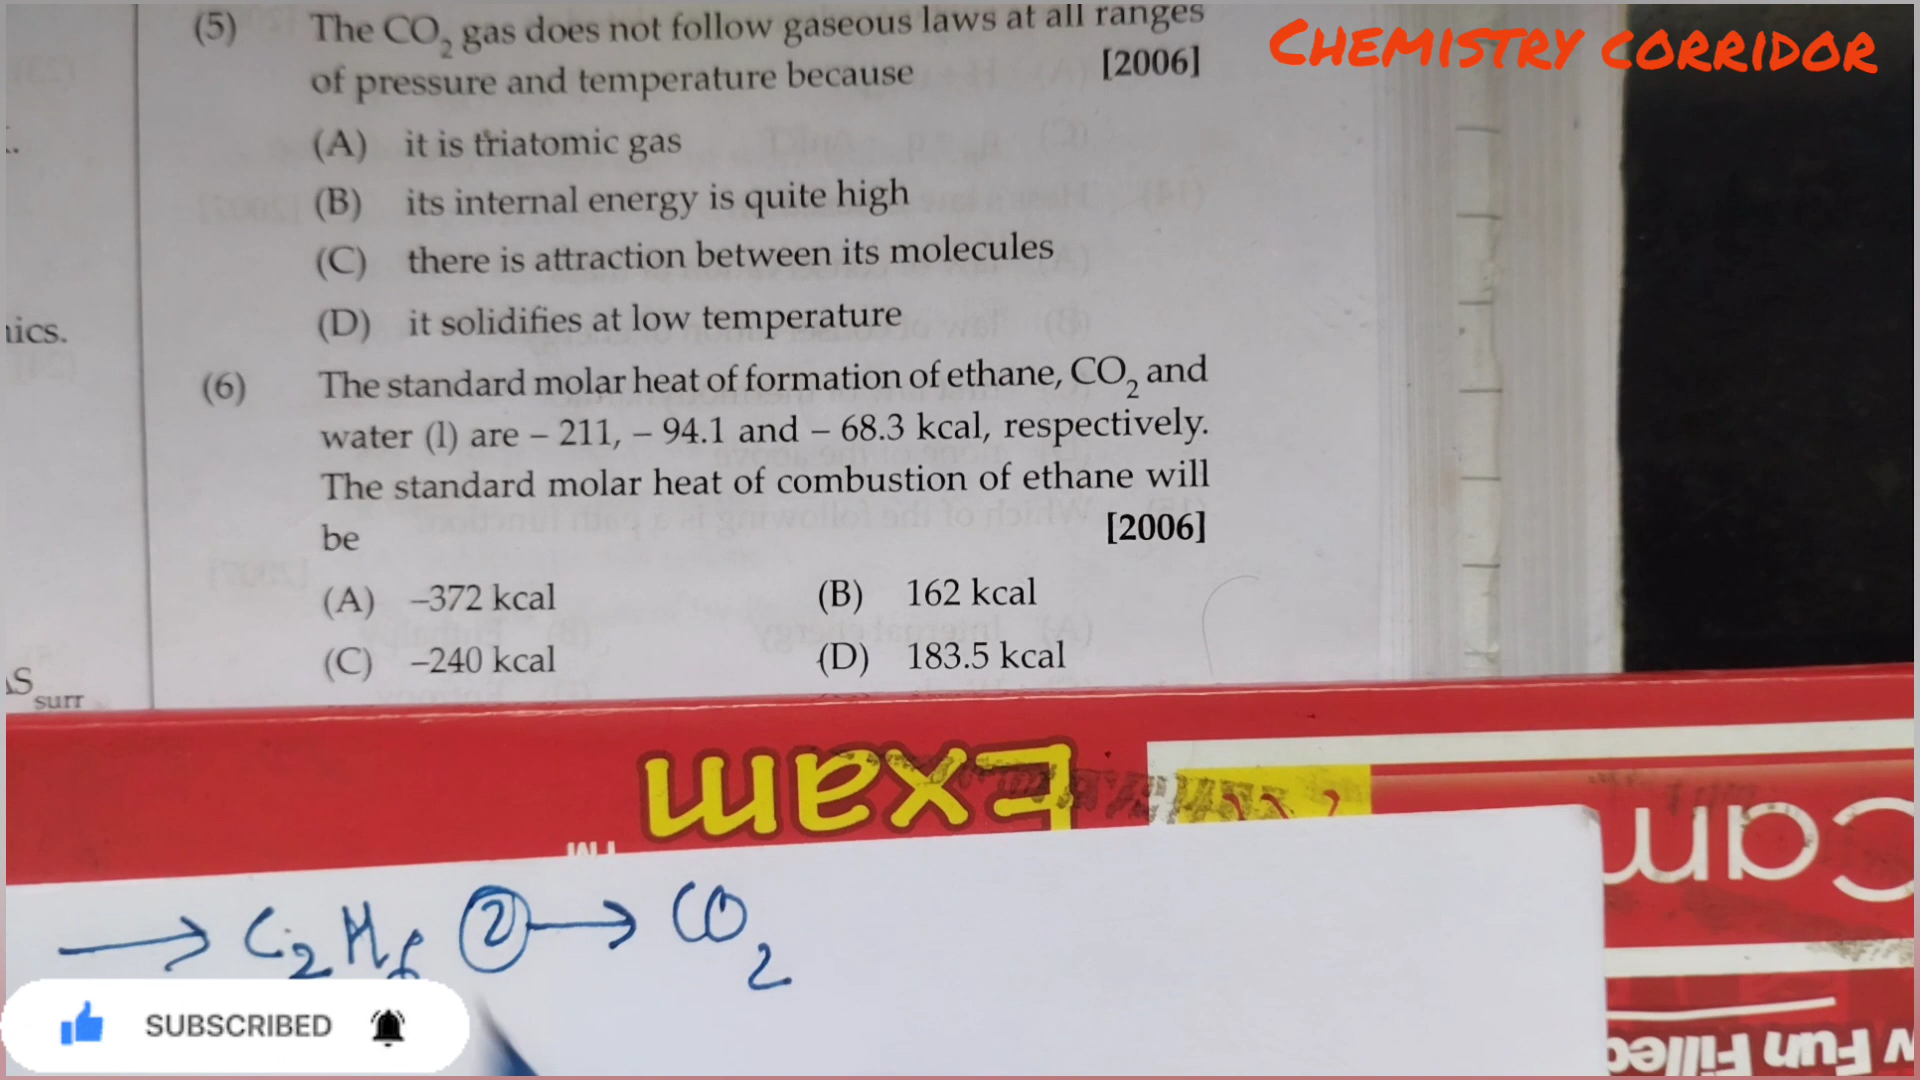 CHEMISTRY CORRIDOR
(5) The CO2 gas does not follow gaseous laws at all ranges
of pressure and temperature because [2006]
(A) it is triatomic gas
(B) its internal energy is quite high
(C) there is attraction between its molecules
(D) it solidifies at low temperature
(6) The standard molar heat of formation of ethane, CO2 and
water (l) are – 211, – 94.1 and – 68.3 kcal, respectively.
The standard molar heat of combustion of ethane will
be [2006]
(A) –372 kcal (B) 162 kcal
(C) –240 kcal (D) 183.5 kcal
surr
Exam
Cam
→ C2H6 ② → CO2
SUBSCRIBED
Fun Filled